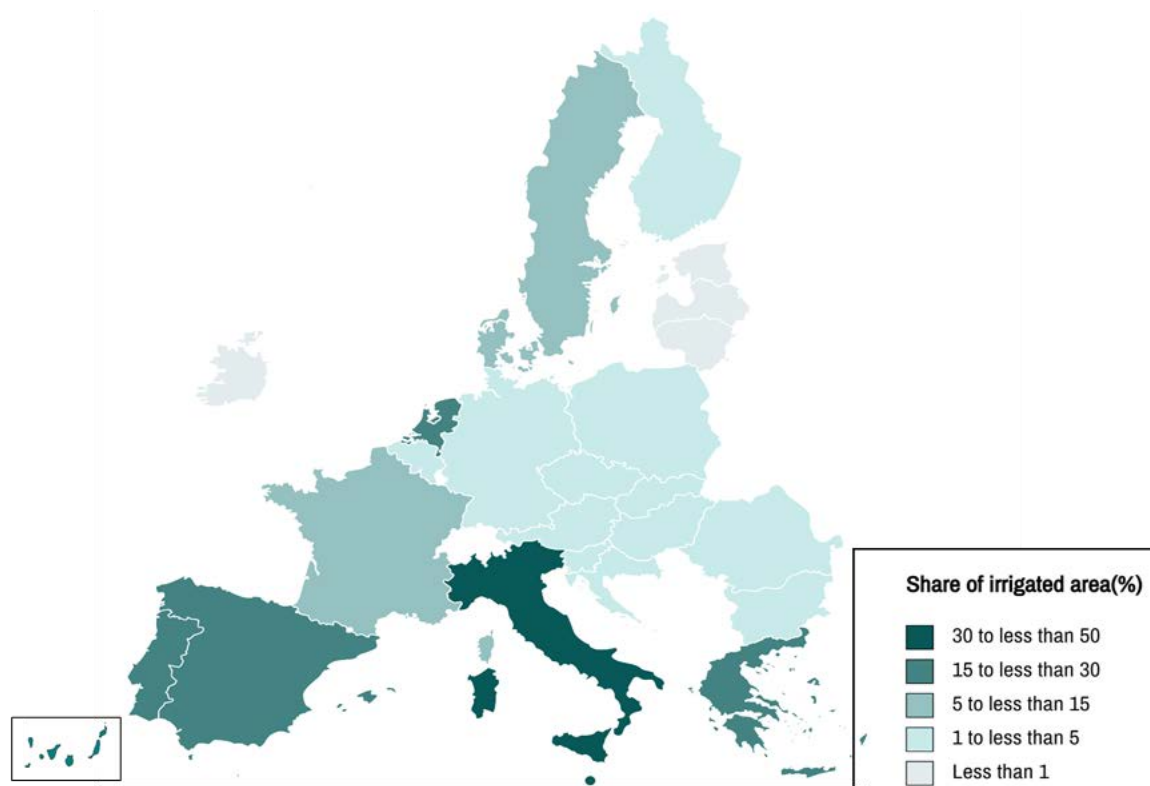 Share of irrigated area(%)
30 to less than 50
15 to less than 30
5 to less than 15
1 to less than 5
Less than 1